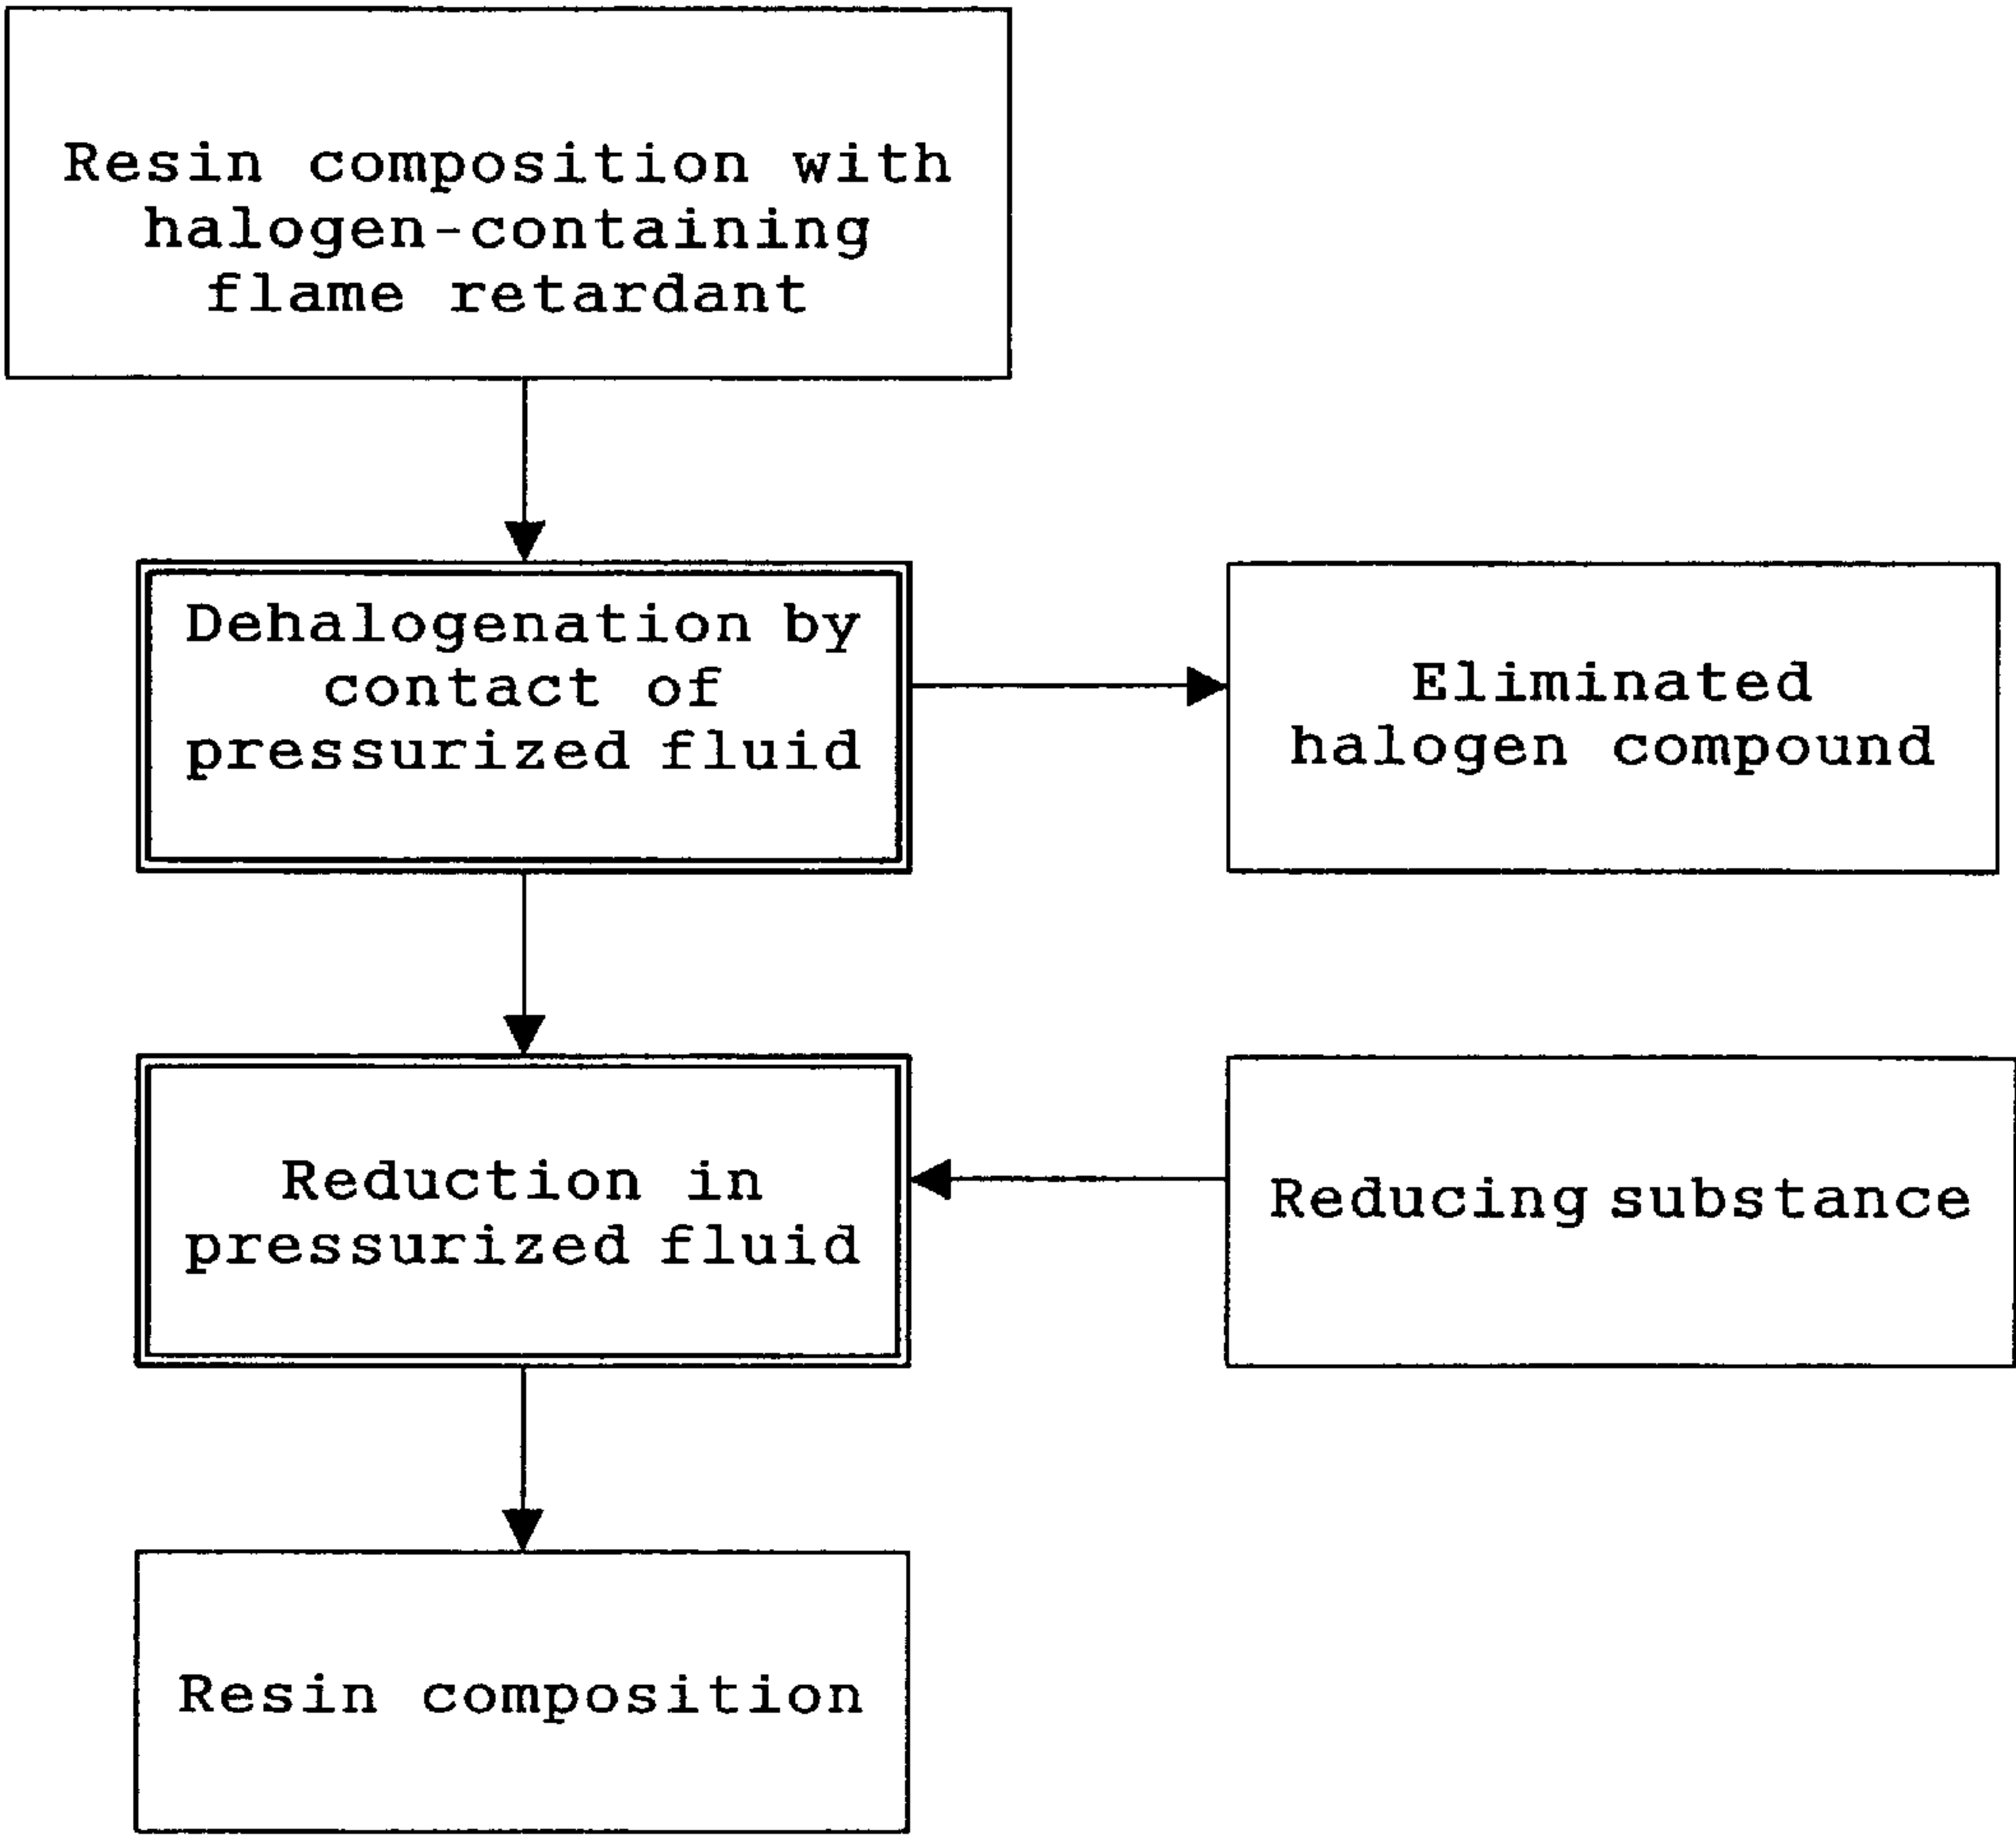 Resin composition with
halogen-containing
flame retardant
Dehalogenation by
contact of
pressurized fluid
Eliminated
halogen compound
Reduction in
pressurized fluid
Reducing substance
Resin composition